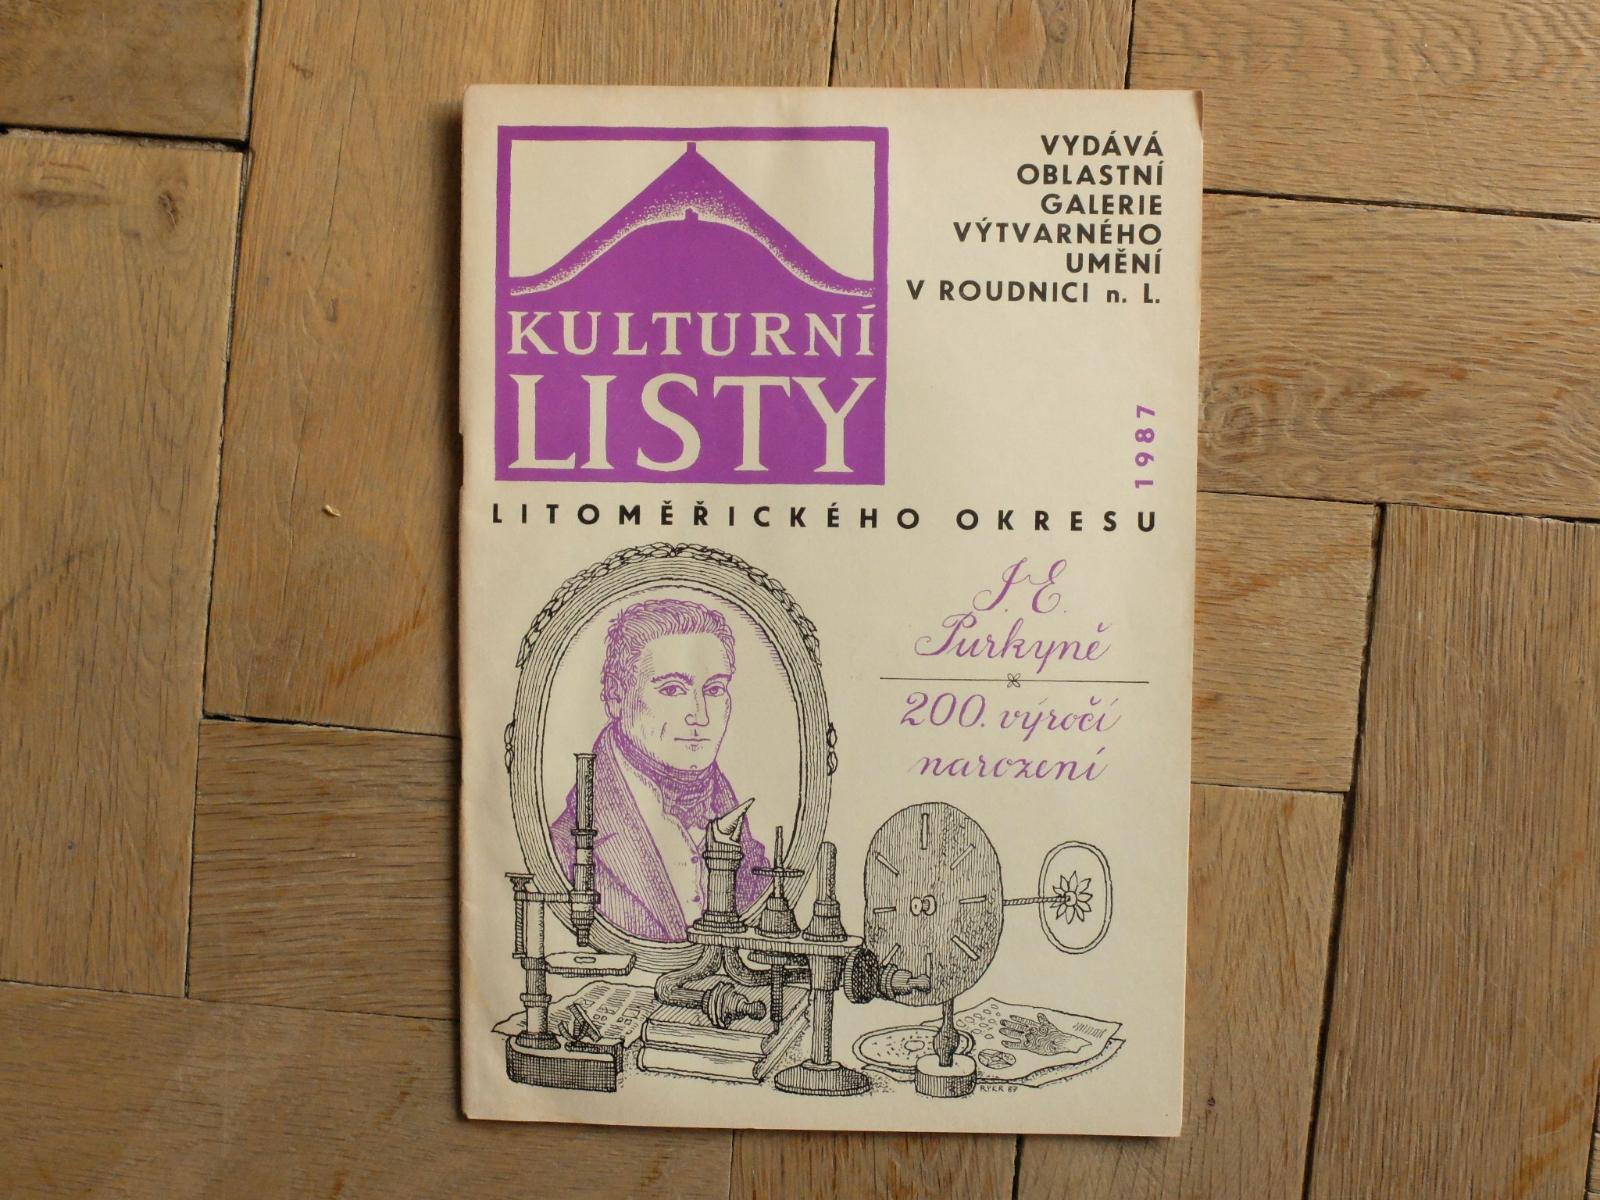 KULTURNÍ
LISTY
VYDÁVÁ
OBLASTNÍ
GALERIE
VÝTVARNÉHO
UMĚNÍ
V ROUDNICI n. L.
1987
LITOMĚŘICKÉHO OKRESU
J. E.
Purkyně
200. výročí
narození